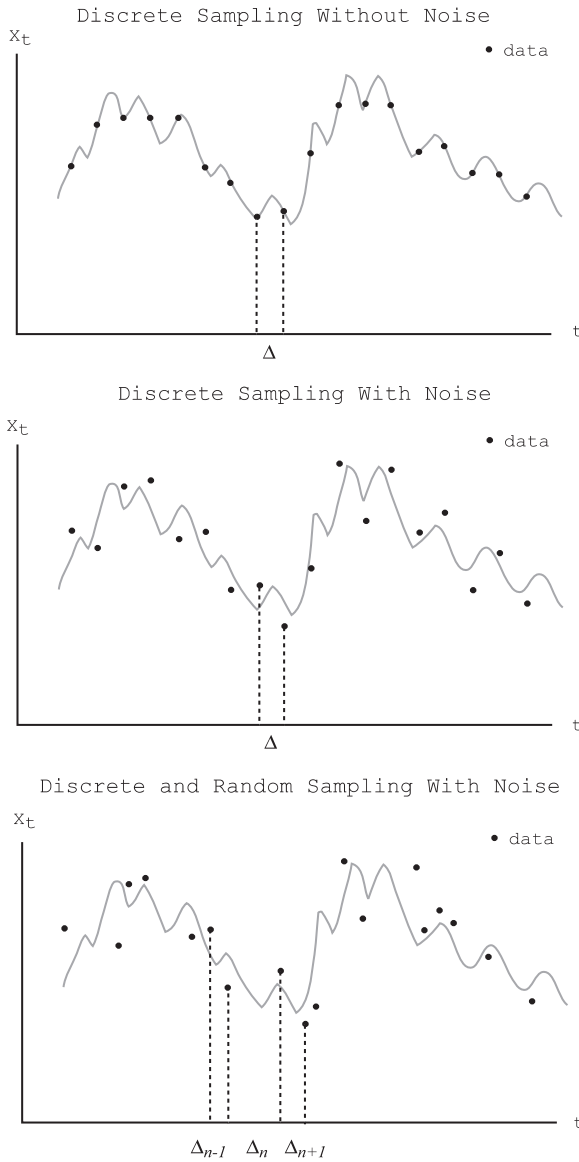 Discrete Sampling Without Noise
Xt
data
t
Δ
Discrete Sampling With Noise
Xt
data
t
Δ
Discrete and Random Sampling With Noise
Xt
data
t
Δn-1 Δn Δn+1